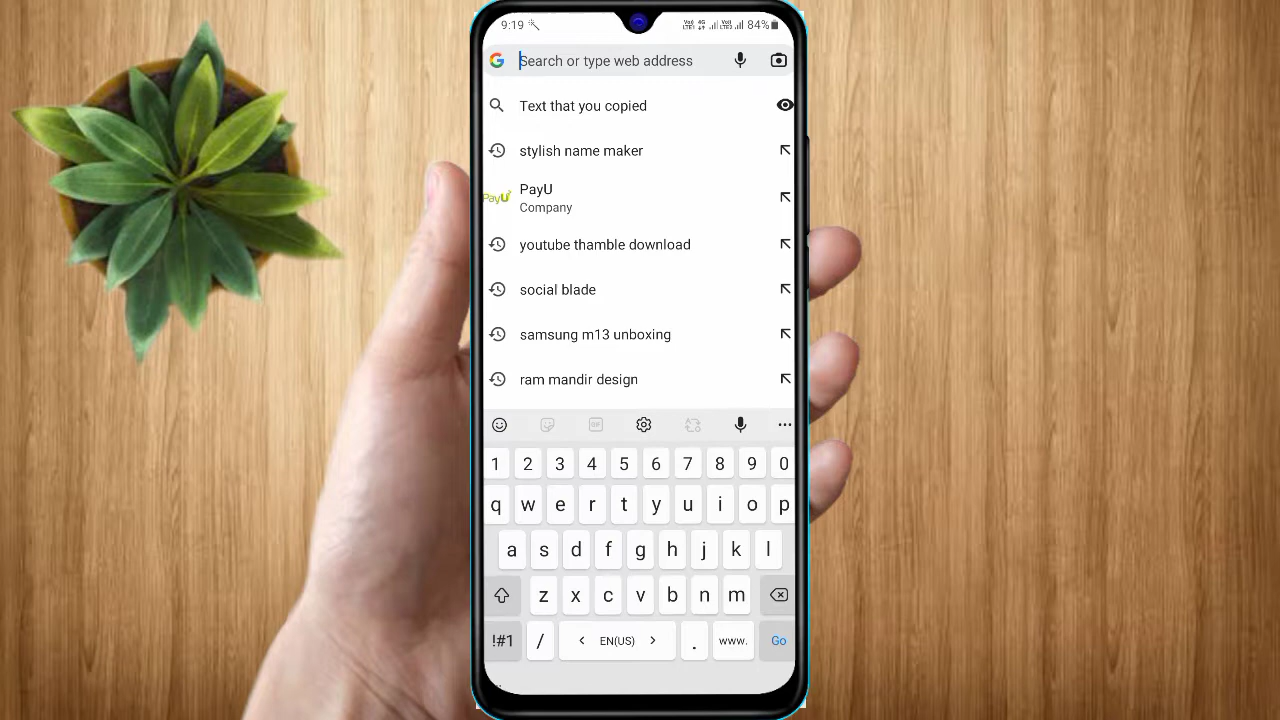 9:19 84%
Search or type web address
Text that you copied
stylish name maker
PayU
PayU
Company
youtube thamble download
social blade
samsung m13 unboxing
ram mandir design
GIF
1 2 3 4 5 6 7 8 9 0
q w e r t y u i o p
a s d f g h j k l
z x c v b n m
!#1 / < EN(US) > . www. Go